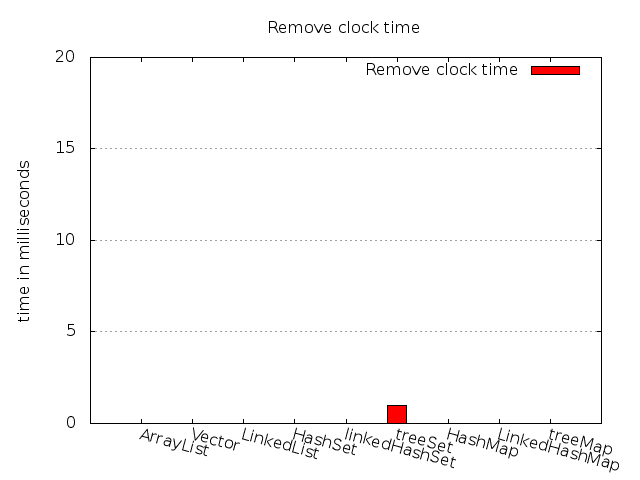 Remove clock time
Remove clock time
20
15
10
5
0
time in milliseconds
ArrayList
Vector
LinkedList
HashSet
linkedHashSet
treeSet
HashMap
LinkedHashMap
treeMap